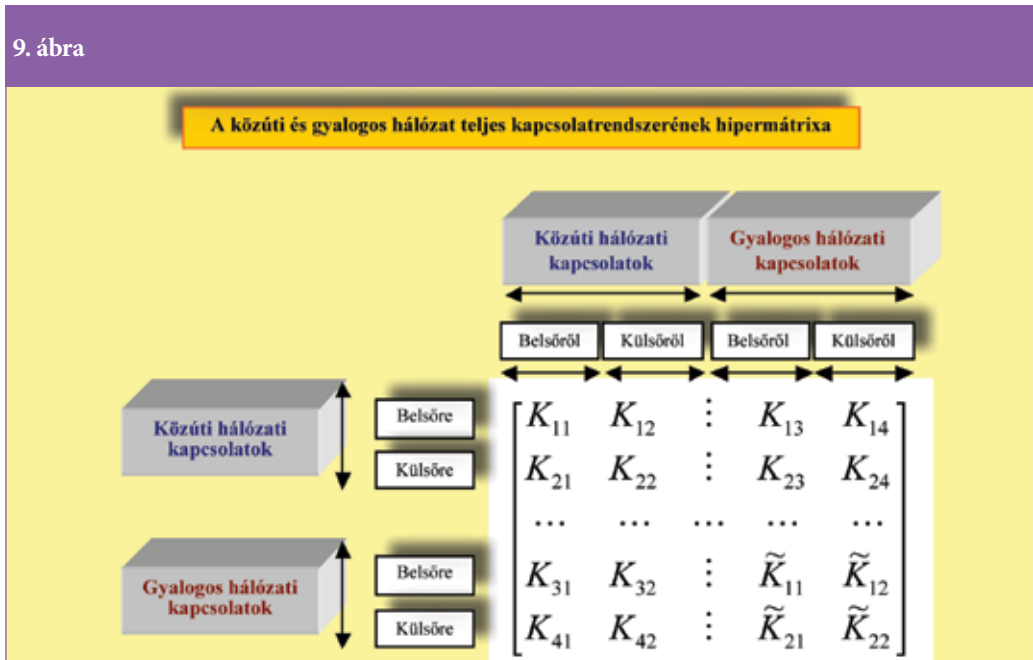 9. ábra
A közúti és gyalogos hálózat teljes kapcsolatrendszerének hipermátrixa
Közúti hálózati
kapcsolatok
Gyalogos hálózati
kapcsolatok
Belsőről Külsőről Belsőről Külsőről
Közúti hálózati
kapcsolatok
Belsőre
Külsőre
K₁₁ K₁₂ ⋮ K₁₃ K₁₄
K₂₁ K₂₂ ⋮ K₂₃ K₂₄
... ... ... ... ...
Gyalogos hálózati
kapcsolatok
Belsőre
Külsőre
K₃₁ K₃₂ ⋮ K̃₁₁ K̃₁₂
K₄₁ K₄₂ ⋮ K̃₂₁ K̃₂₂